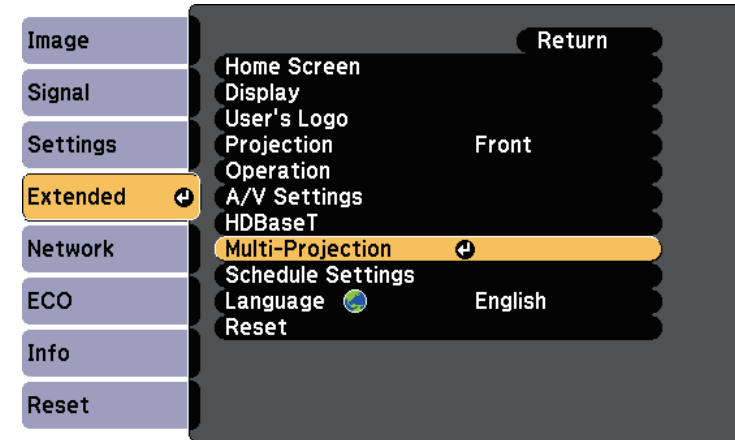 Image
Signal
Settings
Extended
Network
ECO
Info
Reset
Return
Home Screen
Display
User's Logo
Projection Front
Operation
A/V Settings
HDBaseT
Multi-Projection
Schedule Settings
Language English
Reset